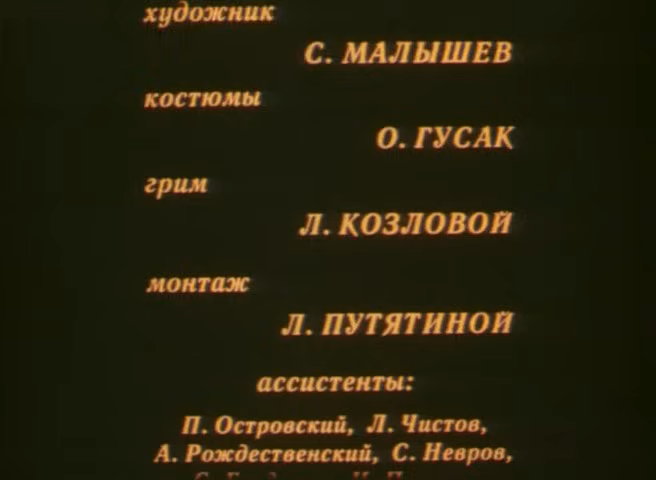 художник
С. МАЛЫШЕВ
костюмы
О. ГУСАК
грим
Л. КОЗЛОВОЙ
монтаж
Л. ПУТЯТИНОЙ
ассистенты:
П. Островский, Л. Чистов,
А. Рождественский, С. Невров,